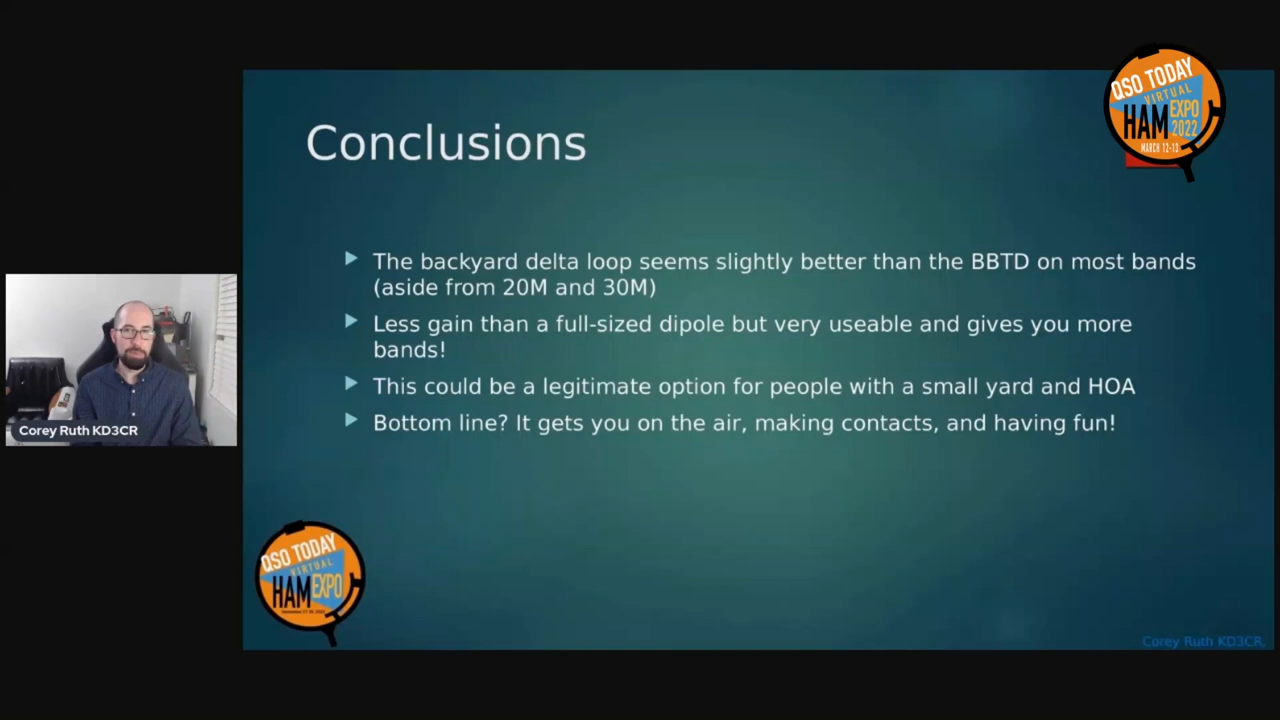 QSO TODAY
VIRTUAL
HAM EXPO
2022
MARCH 12-13
Conclusions
The backyard delta loop seems slightly better than the BBTD on most bands
(aside from 20M and 30M)
Less gain than a full-sized dipole but very useable and gives you more
bands!
This could be a legitimate option for people with a small yard and HOA
Bottom line? It gets you on the air, making contacts, and having fun!
Corey Ruth KD3CR
QSO TODAY
VIRTUAL
HAM EXPO
Corey Ruth KD3CR,